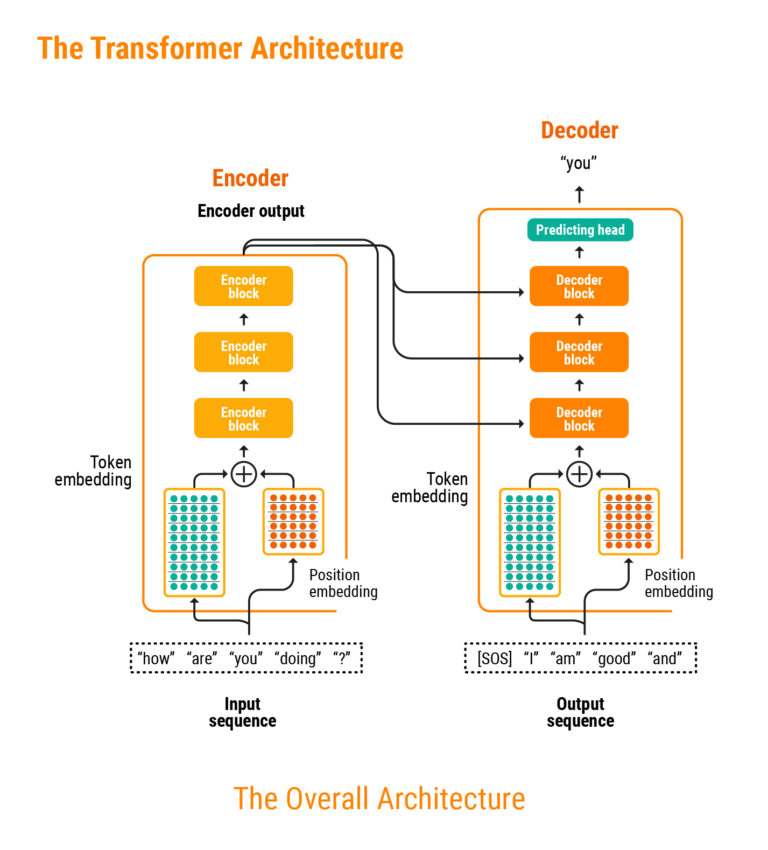 The Transformer Architecture
Encoder
Encoder output
Encoder
block
Encoder
block
Encoder
block
Token
embedding
Position
embedding
“how” “are” “you” “doing” “?”
Input
sequence
Decoder
“you”
Predicting head
Decoder
block
Decoder
block
Decoder
block
Token
embedding
Position
embedding
[SOS] “I” “am” “good” “and”
Output
sequence
The Overall Architecture